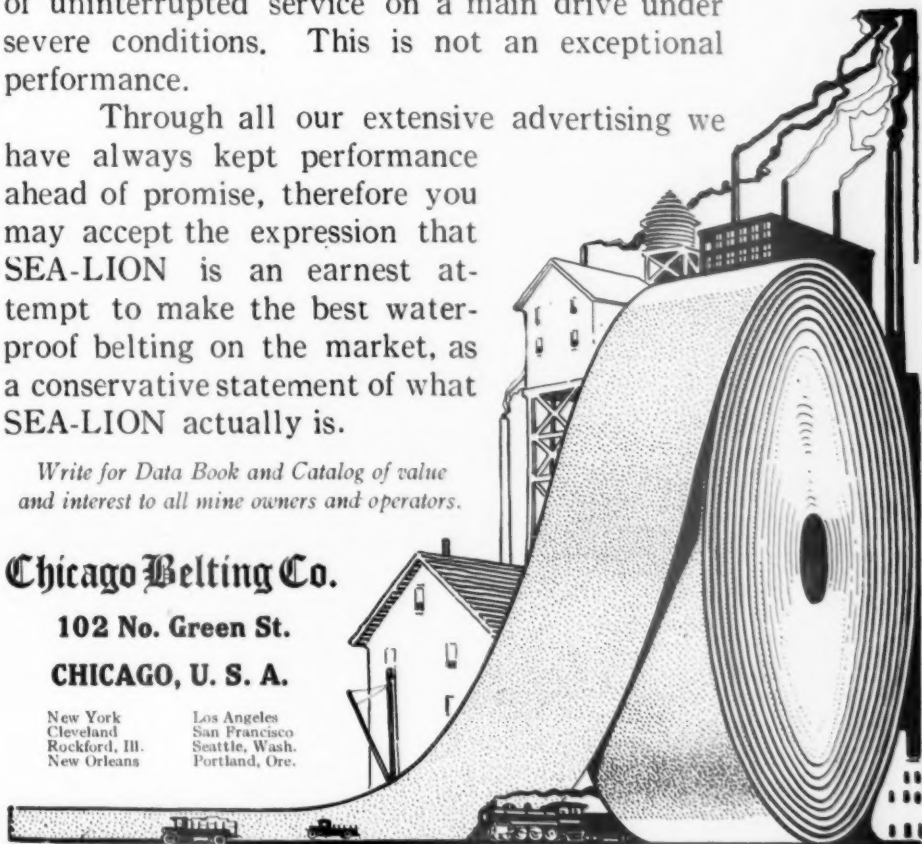 of uninterrupted service on a main drive under
severe conditions. This is not an exceptional
performance.
Through all our extensive advertising we
have always kept performance
ahead of promise, therefore you
may accept the expression that
SEA-LION is an earnest at-
tempt to make the best water-
proof belting on the market, as
a conservative statement of what
SEA-LION actually is.
Write for Data Book and Catalog of value
and interest to all mine owners and operators.
Chicago Belting Co.
102 No. Green St.
CHICAGO, U. S. A.
New York
Cleveland
Rockford, Ill.
New Orleans
Los Angeles
San Francisco
Seattle, Wash.
Portland, Ore.